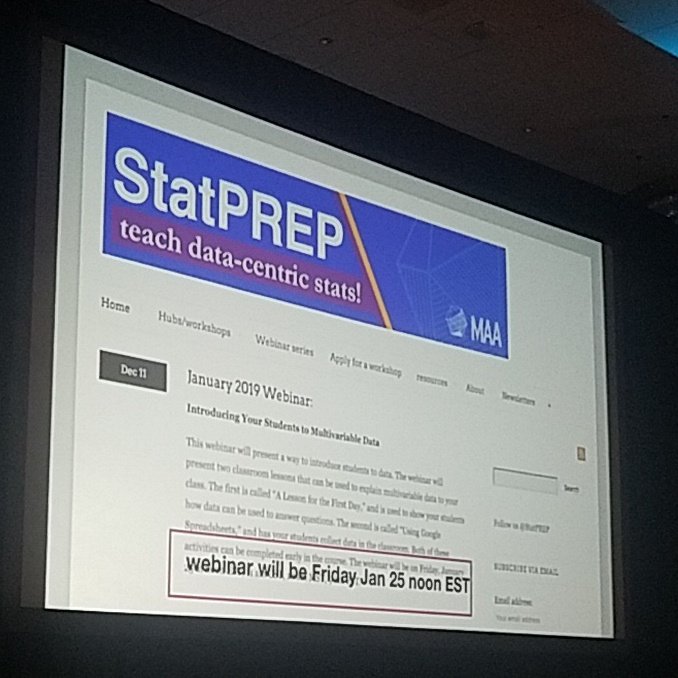 StatPREP
teach data-centric stats!
MAA
Home Hubs/workshops Webinar series Apply for a workshop resources About Newsletters
Dec 11
January 2019 Webinar:
Introducing Your Students to Multivariable Data
This webinar will present a way to introduce students to data. The webinar will
present two classroom lessons that can be used to explain multivariable data to your
class. The first is called "A Lesson for the First Day," and is used to show your students
how data can be used to answer questions. The second is called "Using Google
Spreadsheets," and has your students collect data in the classroom. Both of these
activities can be completed early in the course. The webinar will be on Friday, January
webinar will be Friday Jan 25 noon EST
Search
Follow us @StatPREP
SUBSCRIBE VIA EMAIL
Email address:
Your email address